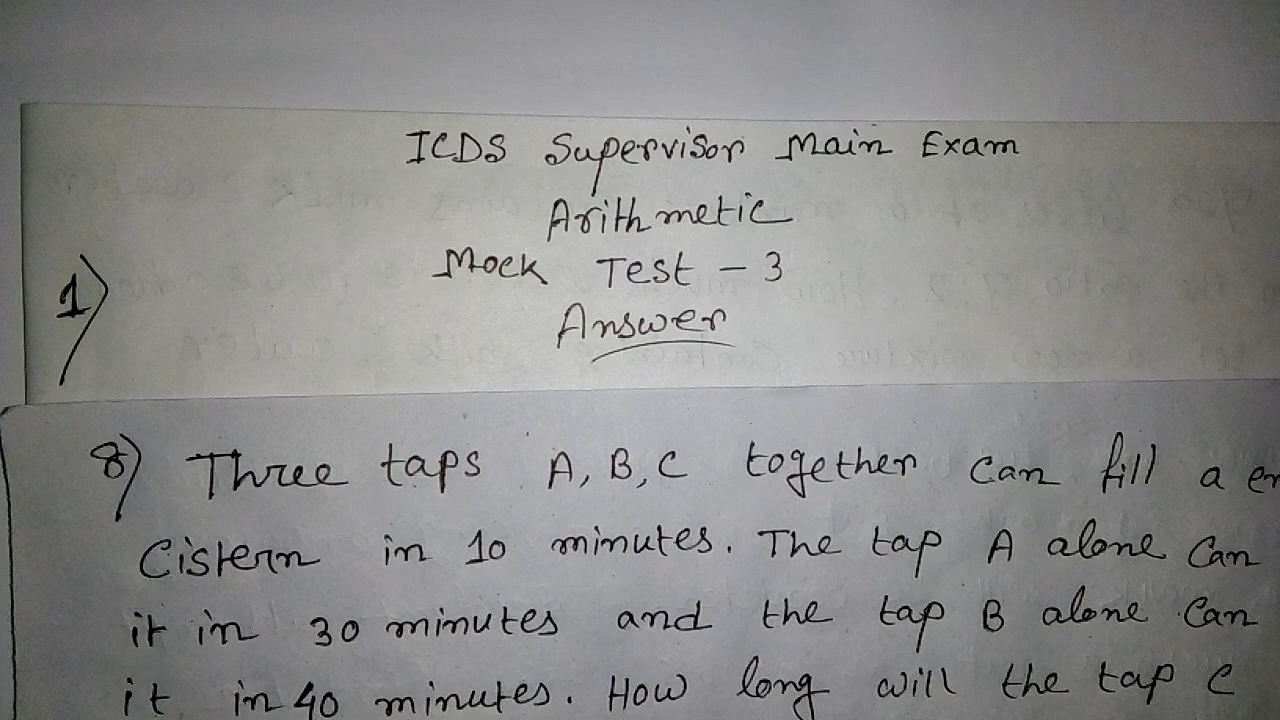 ICDS Supervisor Main Exam
Arithmetic
Mock Test - 3
1)
Answer
8) Three taps A, B, C together can fill a
Cistern in 10 minutes. The tap A alone can
it in 30 minutes and the tap B alone can
it in 40 minutes. How long will the tap C